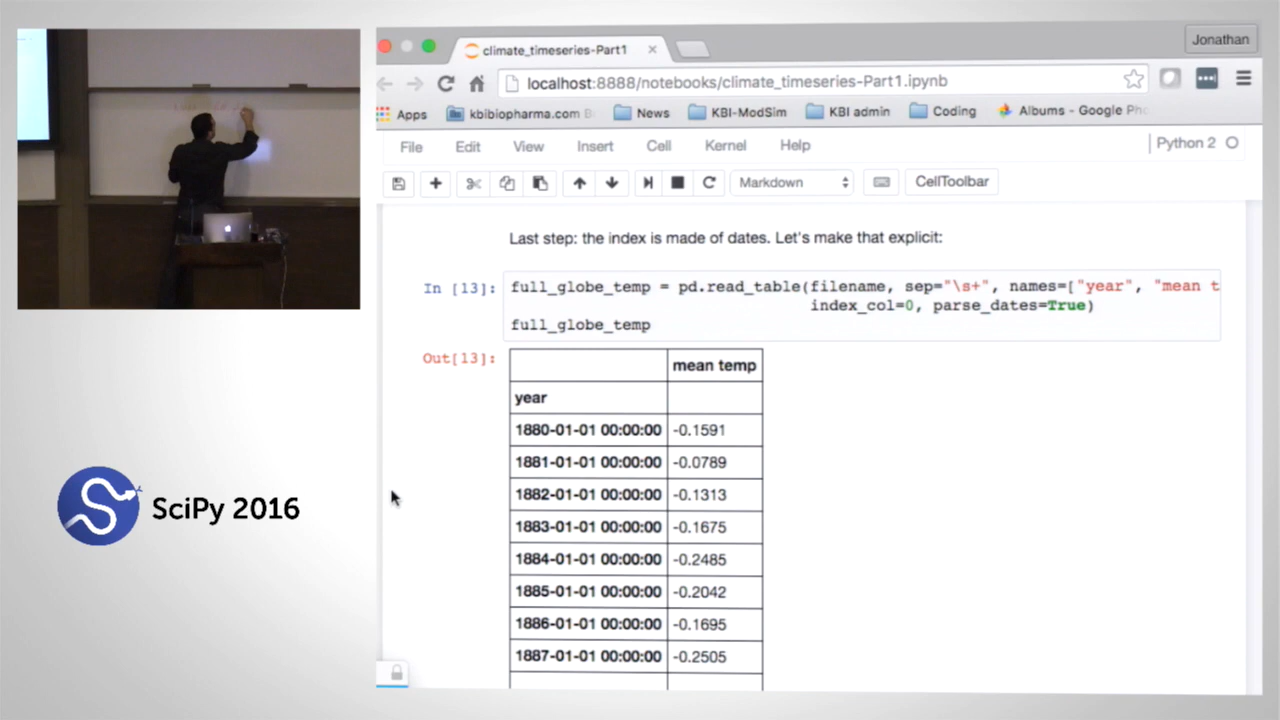 Jonathan
climate_timeseries-Part1
localhost:8888/notebooks/climate_timeseries-Part1.ipynb
Apps kbibiopharma.com News KBI-ModSim KBI admin Coding Albums - Google
File Edit View Insert Cell Kernel Help Python 2
Markdown CellToolbar
Last step: the index is made of dates. Let's make that explicit:
In [13]: full_globe_temp = pd.read_table(filename, sep="\s+", names=["year", "mean t
index_col=0, parse_dates=True)
full_globe_temp
Out[13]:
mean temp
year
1880-01-01 00:00:00 -0.1591
1881-01-01 00:00:00 -0.0789
1882-01-01 00:00:00 -0.1313
1883-01-01 00:00:00 -0.1675
1884-01-01 00:00:00 -0.2485
1885-01-01 00:00:00 -0.2042
1886-01-01 00:00:00 -0.1695
1887-01-01 00:00:00 -0.2505
SciPy 2016